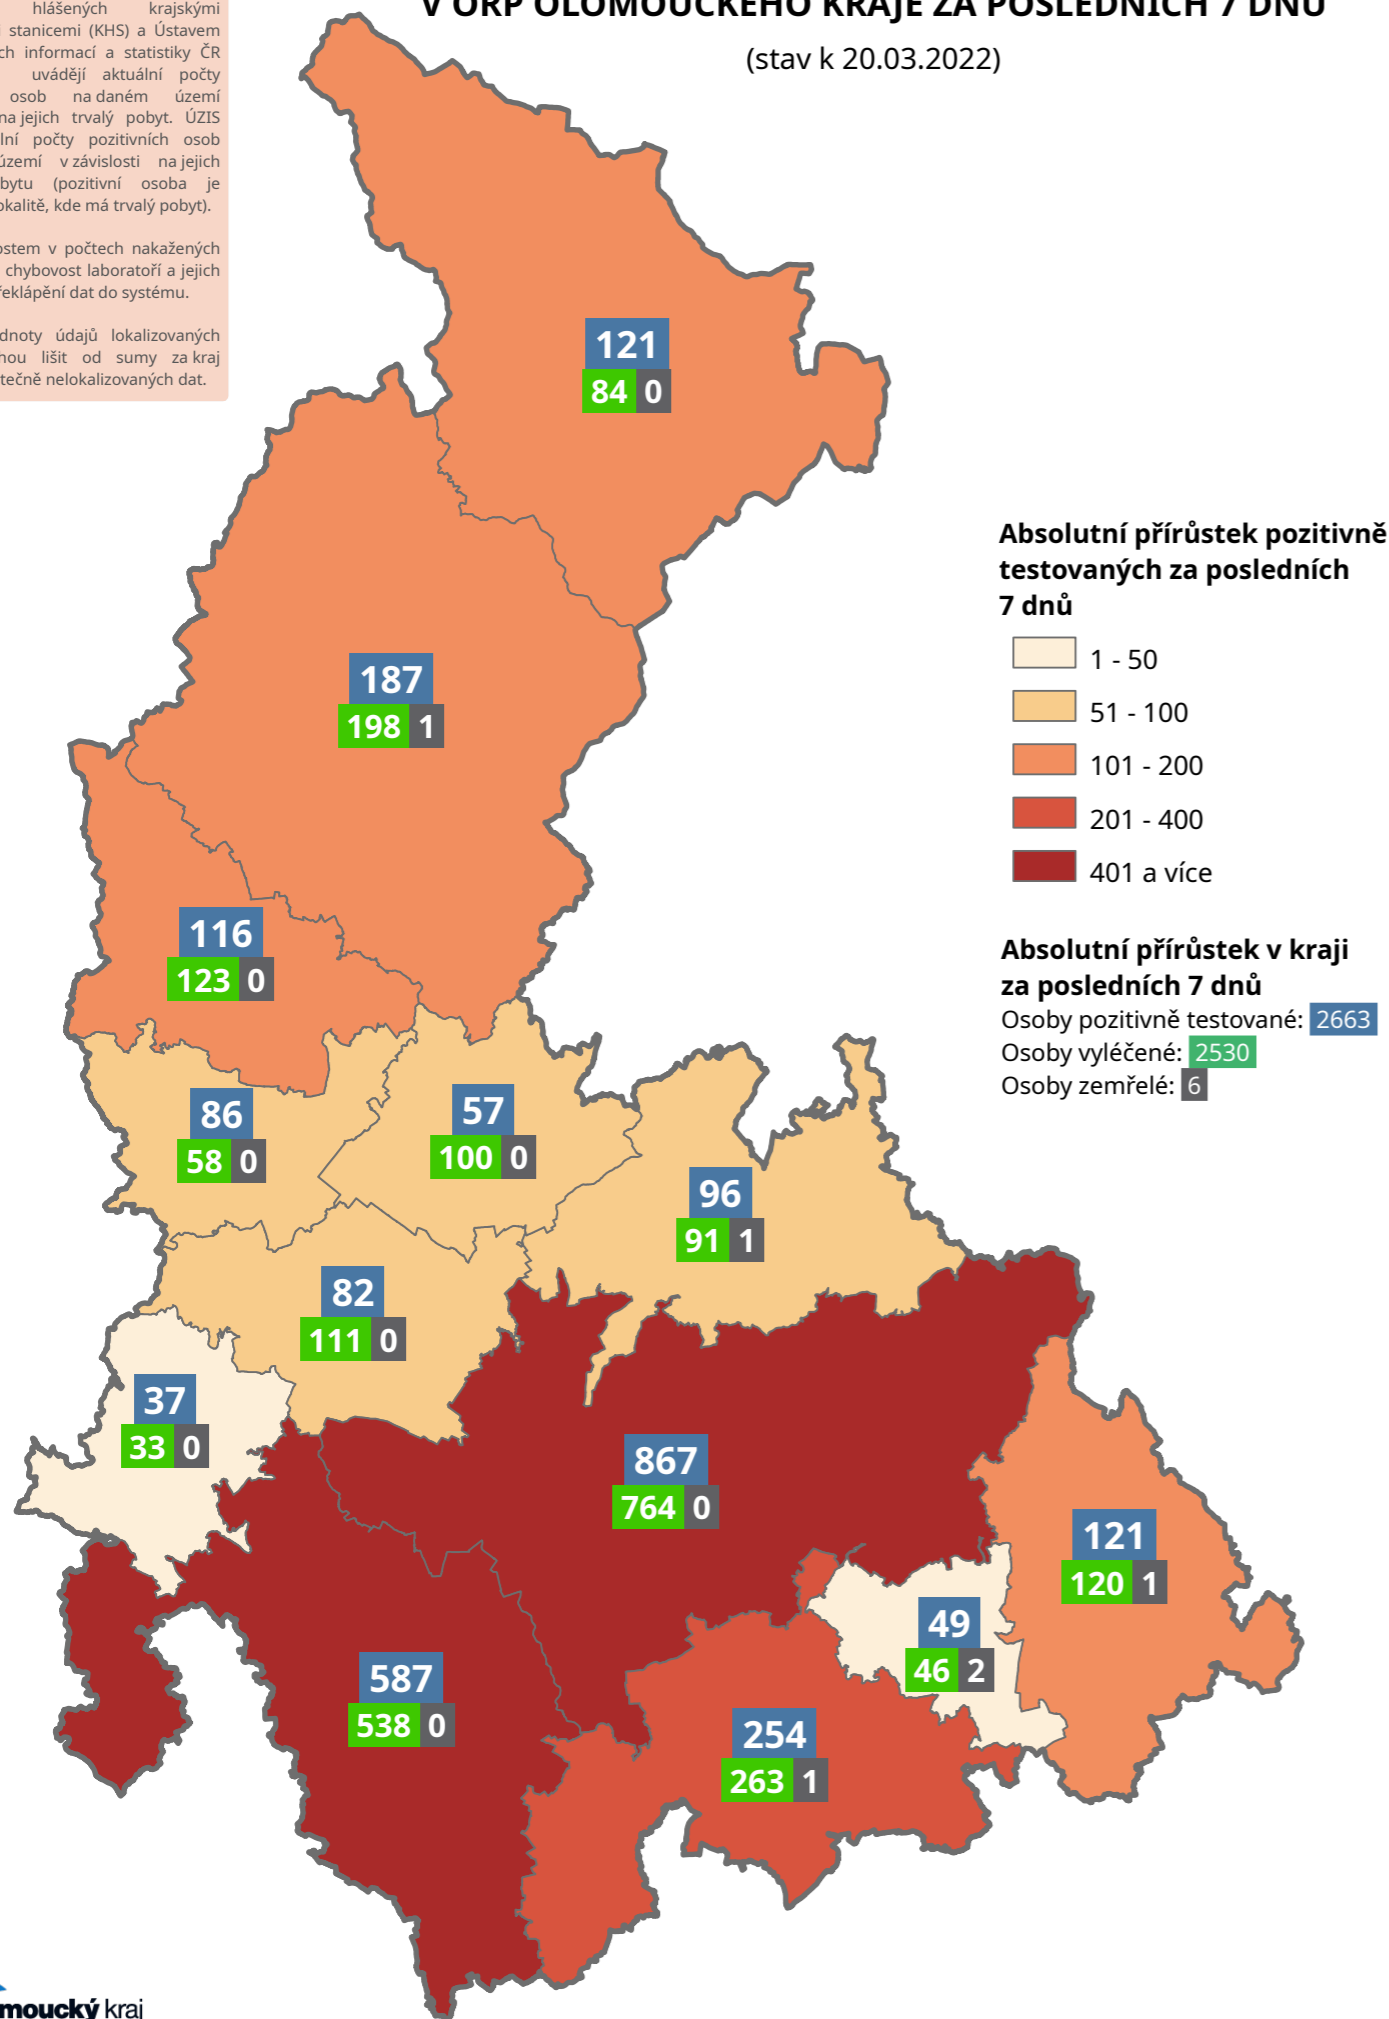 V ORP OLOMOUCKÉHO KRAJE ZA POSLEDNÍCH 7 DNŮ
(stav k 20.03.2022)
hlášených krajskými
stanicemi (KHS) a Ústavem
informací a statistiky ČR
uvádějí aktuální počty
osob na daném území
na jejich trvalý pobyt. ÚZIS
počty pozitivních osob
území v závislosti na jejich
(pozitivní osoba je
kde má trvalý pobyt).
v počtech nakažených
chybovost laboratoří a jejich
dat do systému.
údajů lokalizovaných
lišit od sumy za kraj
nelokalizovaných dat.
121
84 0
187
198 1
116
123 0
86
58 0
57
100 0
96
91 1
82
111 0
37
33 0
867
764 0
121
120 1
49
46 2
587
538 0
254
263 1
Absolutní přírůstek pozitivně
testovaných za posledních
7 dnů
1 - 50
51 - 100
101 - 200
201 - 400
401 a více
Absolutní přírůstek v kraji
za posledních 7 dnů
Osoby pozitivně testované: 2663
Osoby vyléčené: 2530
Osoby zemřelé: 6
moucký kraj